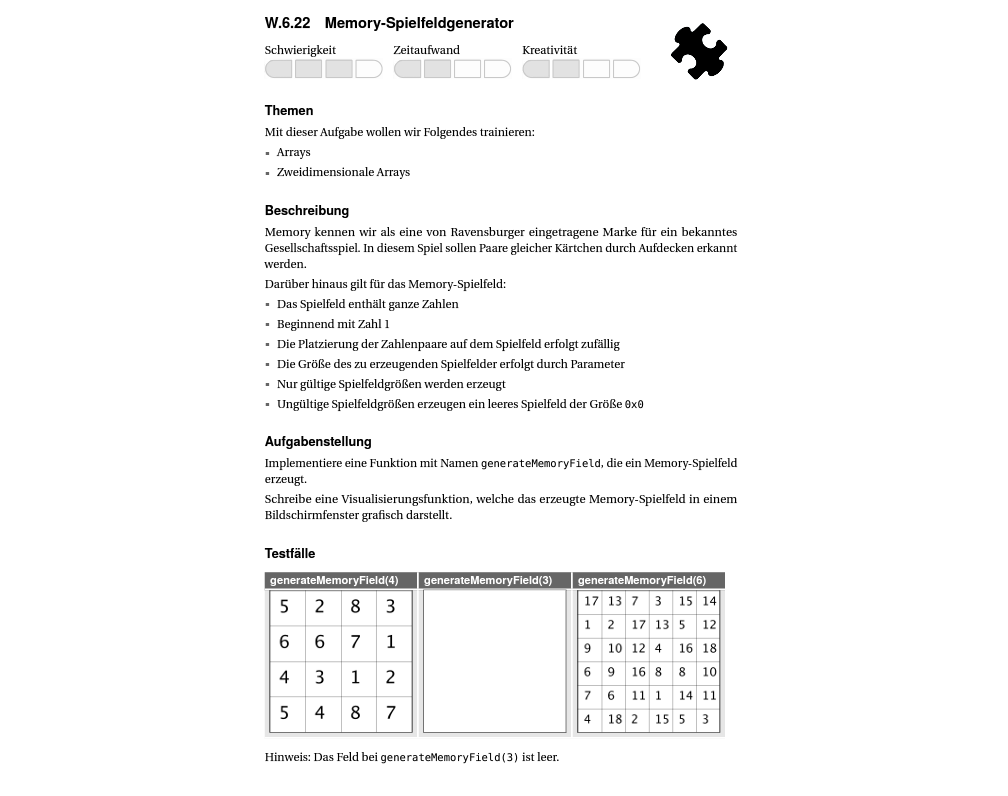 W.6.22 Memory-Spielfeldgenerator
Schwierigkeit Zeitaufwand Kreativität
Themen
Mit dieser Aufgabe wollen wir Folgendes trainieren:
▪ Arrays
▪ Zweidimensionale Arrays
Beschreibung
Memory kennen wir als eine von Ravensburger eingetragene Marke für ein bekanntes
Gesellschaftsspiel. In diesem Spiel sollen Paare gleicher Kärtchen durch Aufdecken erkannt
werden.
Darüber hinaus gilt für das Memory-Spielfeld:
▪ Das Spielfeld enthält ganze Zahlen
▪ Beginnend mit Zahl 1
▪ Die Platzierung der Zahlenpaare auf dem Spielfeld erfolgt zufällig
▪ Die Größe des zu erzeugenden Spielfelder erfolgt durch Parameter
▪ Nur gültige Spielfeldgrößen werden erzeugt
▪ Ungültige Spielfeldgrößen erzeugen ein leeres Spielfeld der Größe 0x0
Aufgabenstellung
Implementiere eine Funktion mit Namen generateMemoryField, die ein Memory-Spielfeld
erzeugt.
Schreibe eine Visualisierungsfunktion, welche das erzeugte Memory-Spielfeld in einem
Bildschirmfenster grafisch darstellt.
Testfälle
generateMemoryField(4) generateMemoryField(3) generateMemoryField(6)
5 2 8 3
6 6 7 1
4 3 1 2
5 4 8 7
17 13 7 3 15 14
1 2 17 13 5 12
9 10 12 4 16 18
6 9 16 8 8 10
7 6 11 1 14 11
4 18 2 15 5 3
Hinweis: Das Feld bei generateMemoryField(3) ist leer.